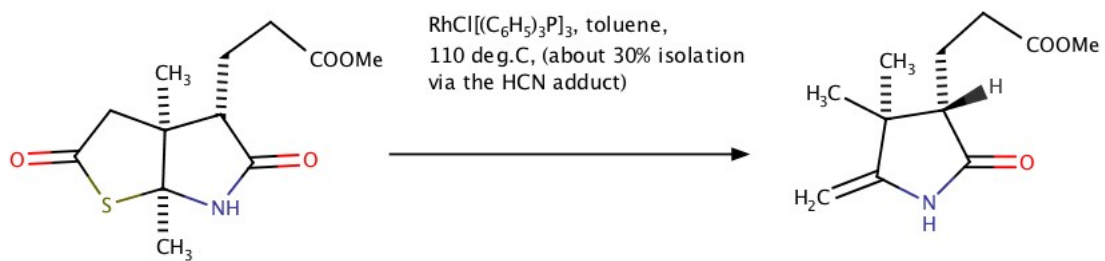 RhCl[(C₆H₅)₃P]₃, toluene,
110 deg.C, (about 30% isolation
via the HCN adduct)
COOMe
CH₃
O
S
NH
O
CH₃
COOMe
CH₃
H
H₃C
O
H₂C
N
H